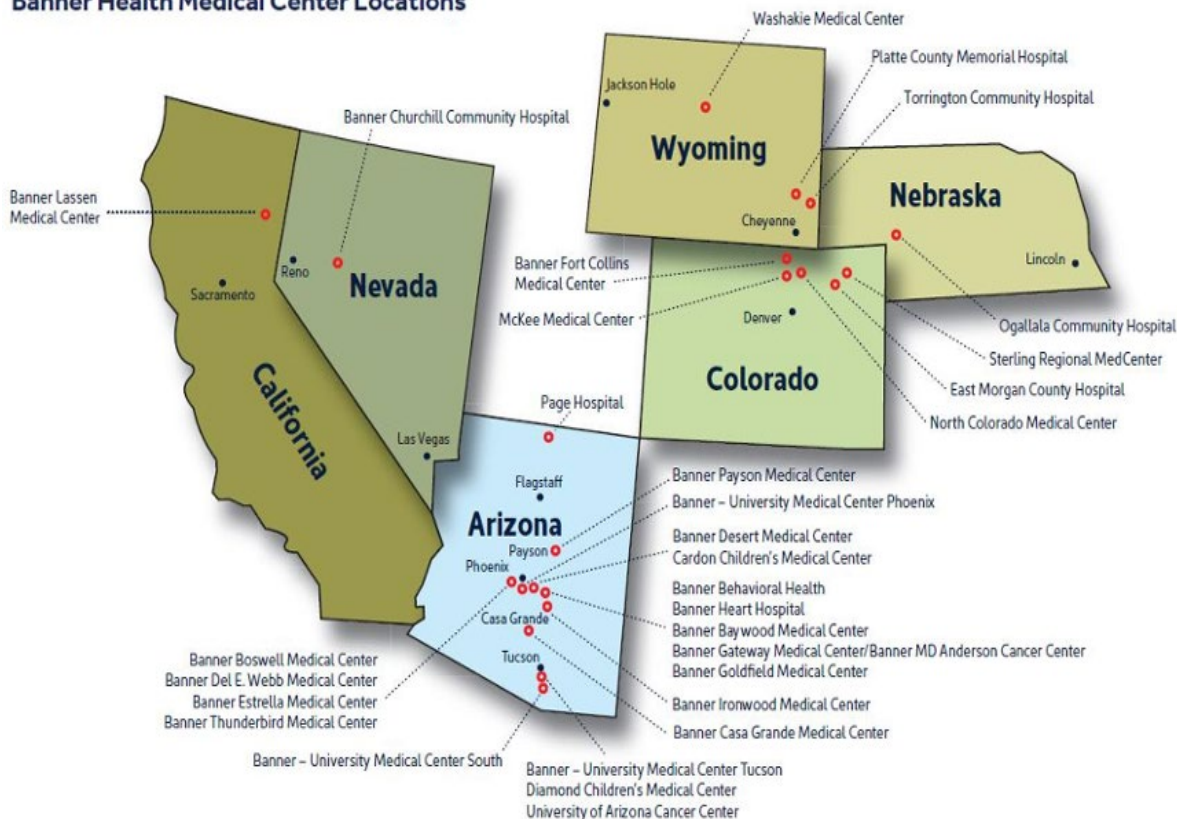 Banner Health Medical Center Locations
Washakie Medical Center
Platte County Memorial Hospital
Torrington Community Hospital
Jackson Hole
Wyoming
Cheyenne
Banner Churchill Community Hospital
Banner Lassen
Medical Center
Reno
Nevada
Sacramento
California
Las Vegas
Nebraska
Lincoln
Banner Fort Collins
Medical Center
McKee Medical Center
Denver
Colorado
Ogallala Community Hospital
Sterling Regional MedCenter
East Morgan County Hospital
North Colorado Medical Center
Page Hospital
Flagstaff
Arizona
Payson
Phoenix
Casa Grande
Tucson
Banner Payson Medical Center
Banner – University Medical Center Phoenix
Banner Desert Medical Center
Cardon Children's Medical Center
Banner Behavioral Health
Banner Heart Hospital
Banner Baywood Medical Center
Banner Gateway Medical Center/Banner MD Anderson Cancer Center
Banner Goldfield Medical Center
Banner Ironwood Medical Center
Banner Casa Grande Medical Center
Banner Boswell Medical Center
Banner Del E. Webb Medical Center
Banner Estrella Medical Center
Banner Thunderbird Medical Center
Banner – University Medical Center South
Banner – University Medical Center Tucson
Diamond Children's Medical Center
University of Arizona Cancer Center